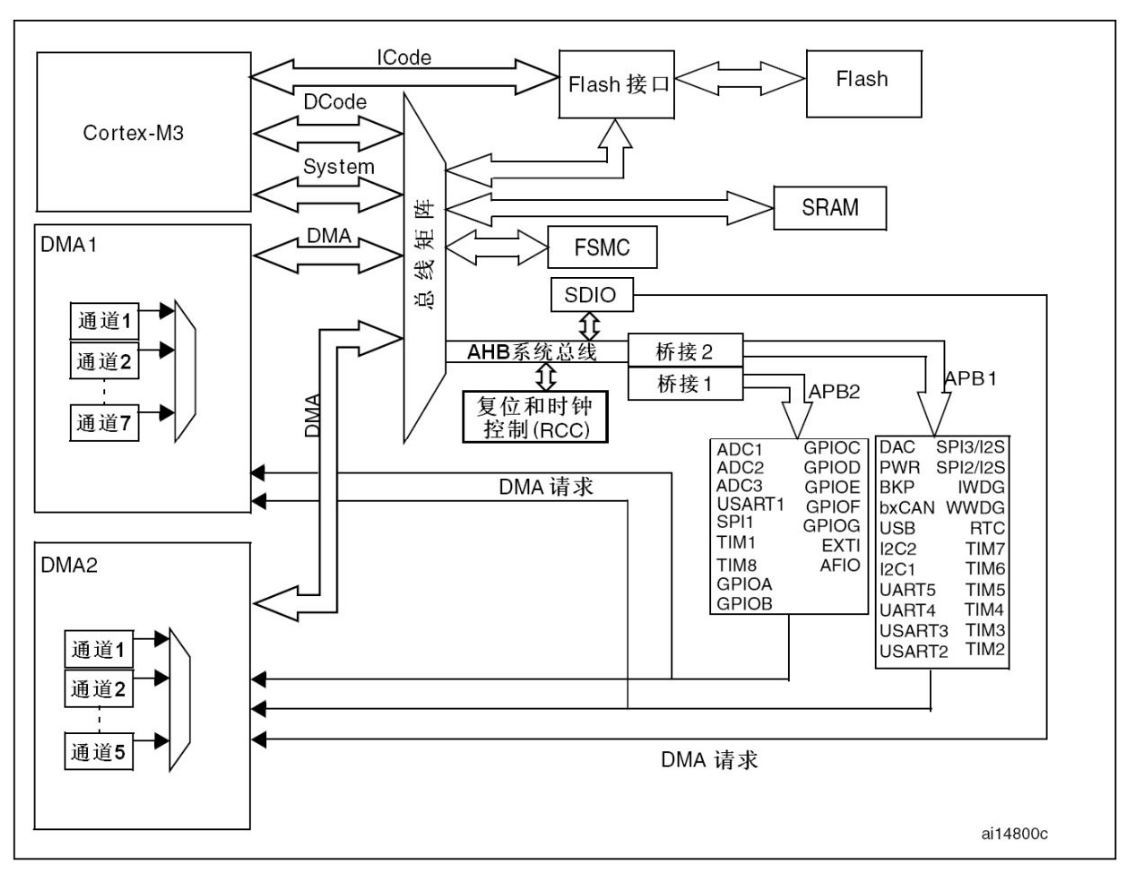 ICode
Flash 接口
Flash
DCode
Cortex-M3
System
SRAM
DMA1
DMA
FSMC
总线矩阵
SDIO
通道1
通道2
通道7
AHB系统总线
桥接2
桥接1
APB1
APB2
复位和时钟
控制(RCC)
DMA
ADC1 GPIOC
ADC2 GPIOD
ADC3 GPIOE
USART1 GPIOF
SPI1 GPIOG
TIM1 EXTI
TIM8 AFIO
GPIOA
GPIOB
DAC SPI3/I2S
PWR SPI2/I2S
BKP IWDG
bxCAN WWDG
USB RTC
I2C2 TIM7
I2C1 TIM6
UART5 TIM5
UART4 TIM4
USART3 TIM3
USART2 TIM2
DMA 请求
DMA2
通道1
通道2
通道5
DMA 请求
ai14800c